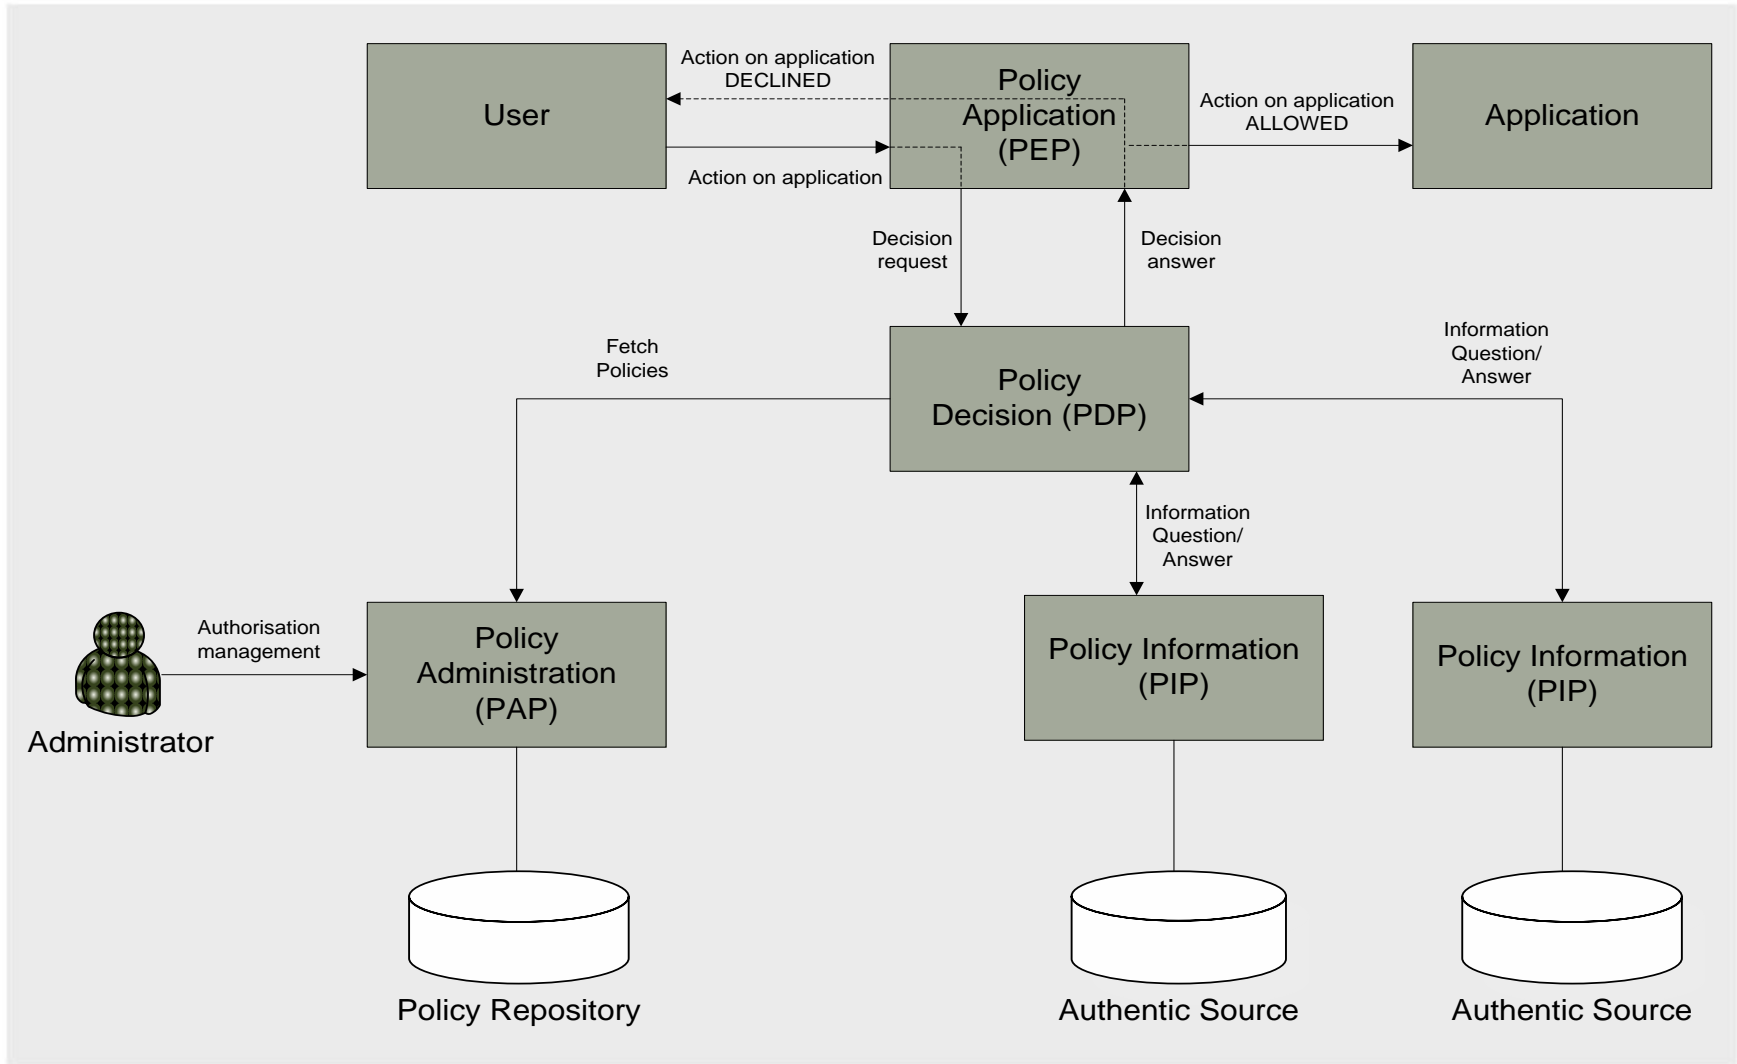 User
Action on application
DECLINED
Policy
Application
(PEP)
Action on application
ALLOWED
Application
Action on application
Decision
request
Decision
answer
Fetch
Policies
Policy
Decision (PDP)
Information
Question/
Answer
Information
Question/
Answer
Administrator
Authorisation
management
Policy
Administration
(PAP)
Policy Information
(PIP)
Policy Information
(PIP)
Policy Repository
Authentic Source
Authentic Source